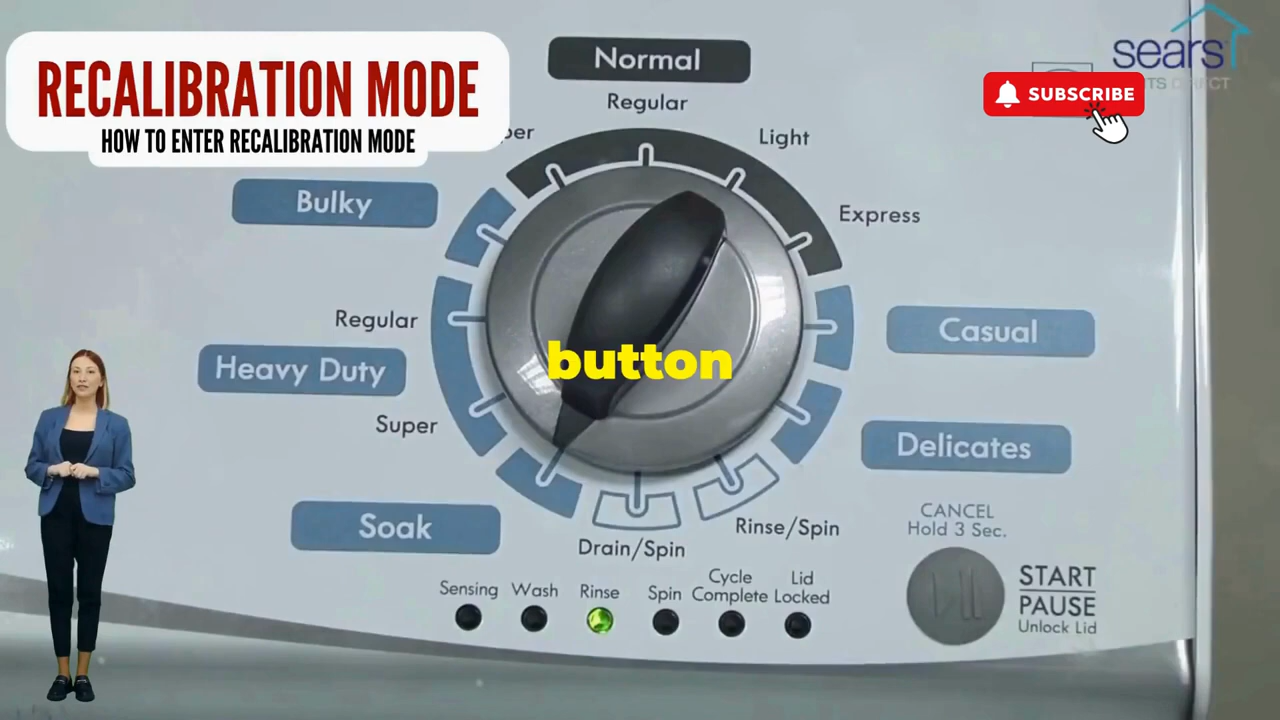 RECALIBRATION MODE
HOW TO ENTER RECALIBRATION MODE
sears
SUBSCRIBE
DIRECT
Normal
Regular
Light
Express
Bulky
Regular
Heavy Duty
Super
Casual
button
Delicates
Soak
Drain/Spin
Rinse/Spin
CANCEL
Hold 3 Sec.
START
PAUSE
Unlock Lid
Sensing
Wash
Rinse
Spin
Cycle
Complete
Lid
Locked